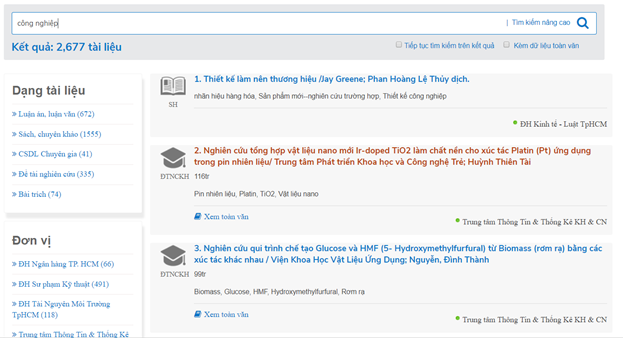 công nghiệp
| Tìm kiếm nâng cao
Kết quả: 2,677 tài liệu
Tiếp tục tìm kiếm trên kết quả
Kèm dữ liệu toàn văn
Dạng tài liệu
» Luận án, luận văn (672)
» Sách, chuyên khảo (1555)
» CSDL Chuyên gia (41)
» Đề tài nghiên cứu (335)
» Bài trích (74)
Đơn vị
» ĐH Ngân hàng TP. HCM (66)
» ĐH Sư phạm Kỹ thuật (491)
» ĐH Tài Nguyên Môi Trường
TpHCM (118)
» Trung tâm Thông Tin & Thống Kê
SH
1. Thiết kế làm nên thương hiệu /Jay Greene; Phan Hoàng Lệ Thủy dịch.
nhãn hiệu hàng hóa, Sản phẩm mới--nghiên cứu trường hợp, Thiết kế công nghiệp
ĐH Kinh tế - Luật TpHCM
ĐTNCKH
2. Nghiên cứu tổng hợp vật liệu nano mới Ir-doped TiO2 làm chất nền cho xúc tác Platin (Pt) ứng dụng
trong pin nhiên liệu/ Trung tâm Phát triển Khoa học và Công nghệ Trẻ; Huỳnh Thiên Tài
116tr
Pin nhiên liệu, Platin, TiO2, Vật liệu nano
Xem toàn văn
Trung tâm Thông Tin & Thống Kê KH & CN
ĐTNCKH
3. Nghiên cứu qui trình chế tạo Glucose và HMF (5- Hydroxymethylfurfural) từ Biomass (rơm rạ) bằng các
xúc tác khác nhau / Viện Khoa Học Vật Liệu Ứng Dụng; Nguyễn, Đình Thành
99tr
Biomass, Glucose, HMF, Hydroxymethylfurfural, Rơm rạ
Xem toàn văn
Trung tâm Thông Tin & Thống Kê KH & CN